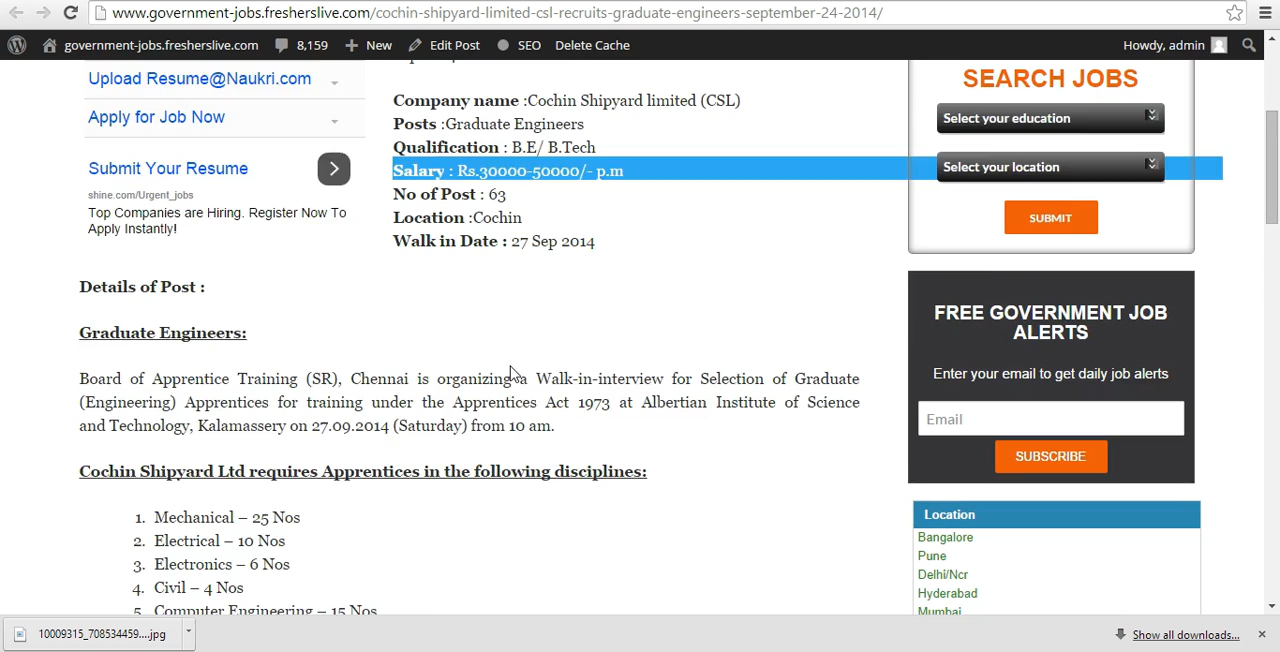 www.government-jobs.fresherslive.com/cochin-shipyard-limited-csl-recruits-graduate-engineers-september-24-2014/
government-jobs.fresherslive.com 8,159 New Edit Post SEO Delete Cache Howdy, admin
Upload Resume@Naukri.com
Apply for Job Now
Submit Your Resume
shine.com/Urgent_jobs
Top Companies are Hiring. Register Now To
Apply Instantly!
Company name :Cochin Shipyard limited (CSL)
Posts :Graduate Engineers
Qualification : B.E/ B.Tech
Salary : Rs.30000-50000/- p.m
No of Post : 63
Location :Cochin
Walk in Date : 27 Sep 2014
Details of Post :
Graduate Engineers:
Board of Apprentice Training (SR), Chennai is organizing a Walk-in-interview for Selection of Graduate
(Engineering) Apprentices for training under the Apprentices Act 1973 at Albertian Institute of Science
and Technology, Kalamassery on 27.09.2014 (Saturday) from 10 am.
Cochin Shipyard Ltd requires Apprentices in the following disciplines:
1. Mechanical – 25 Nos
2. Electrical – 10 Nos
3. Electronics – 6 Nos
4. Civil – 4 Nos
5. Computer Engineering – 15 Nos
SEARCH JOBS
Select your education
Select your location
SUBMIT
FREE GOVERNMENT JOB
ALERTS
Enter your email to get daily job alerts
Email
SUBSCRIBE
Location
Bangalore
Pune
Delhi/Ncr
Hyderabad
Mumbai
10009315_708534459....jpg
Show all downloads...